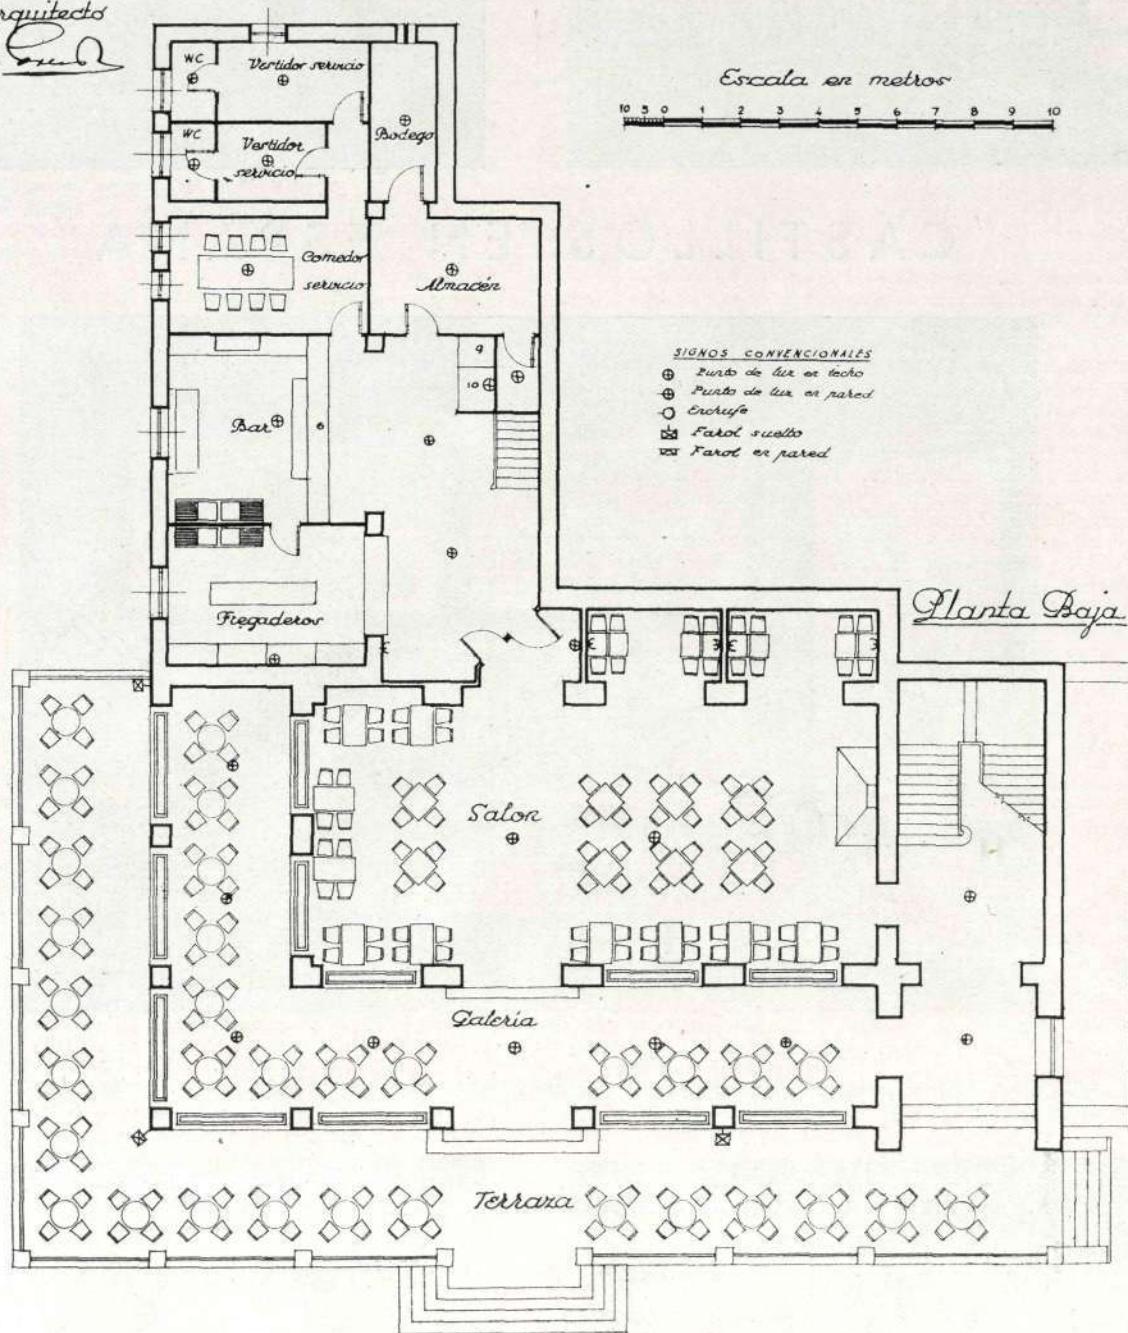 Arquitecto
WC
Vertidor servicio
Bodega
WC
Vertidor
servicio
Escala en metros
10 5 0 1 2 3 4 5 6 7 8 9 10
Comedor
servicio
Almacén
9
10
Bar
6
SIGNOS CONVENCIONALES
Punto de luz en techo
Punto de luz en pared
Enchufe
Farol suelto
Farol en pared
Planta Baja
Fregaderos
Salon
Galeria
Terraza